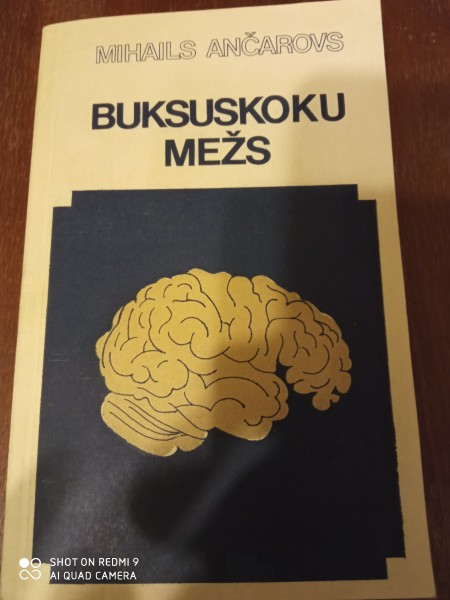 MIHAILS ANČAROVS
BUKSUSKOKU
MEŽS
SHOT ON REDMI 9
AI QUAD CAMERA